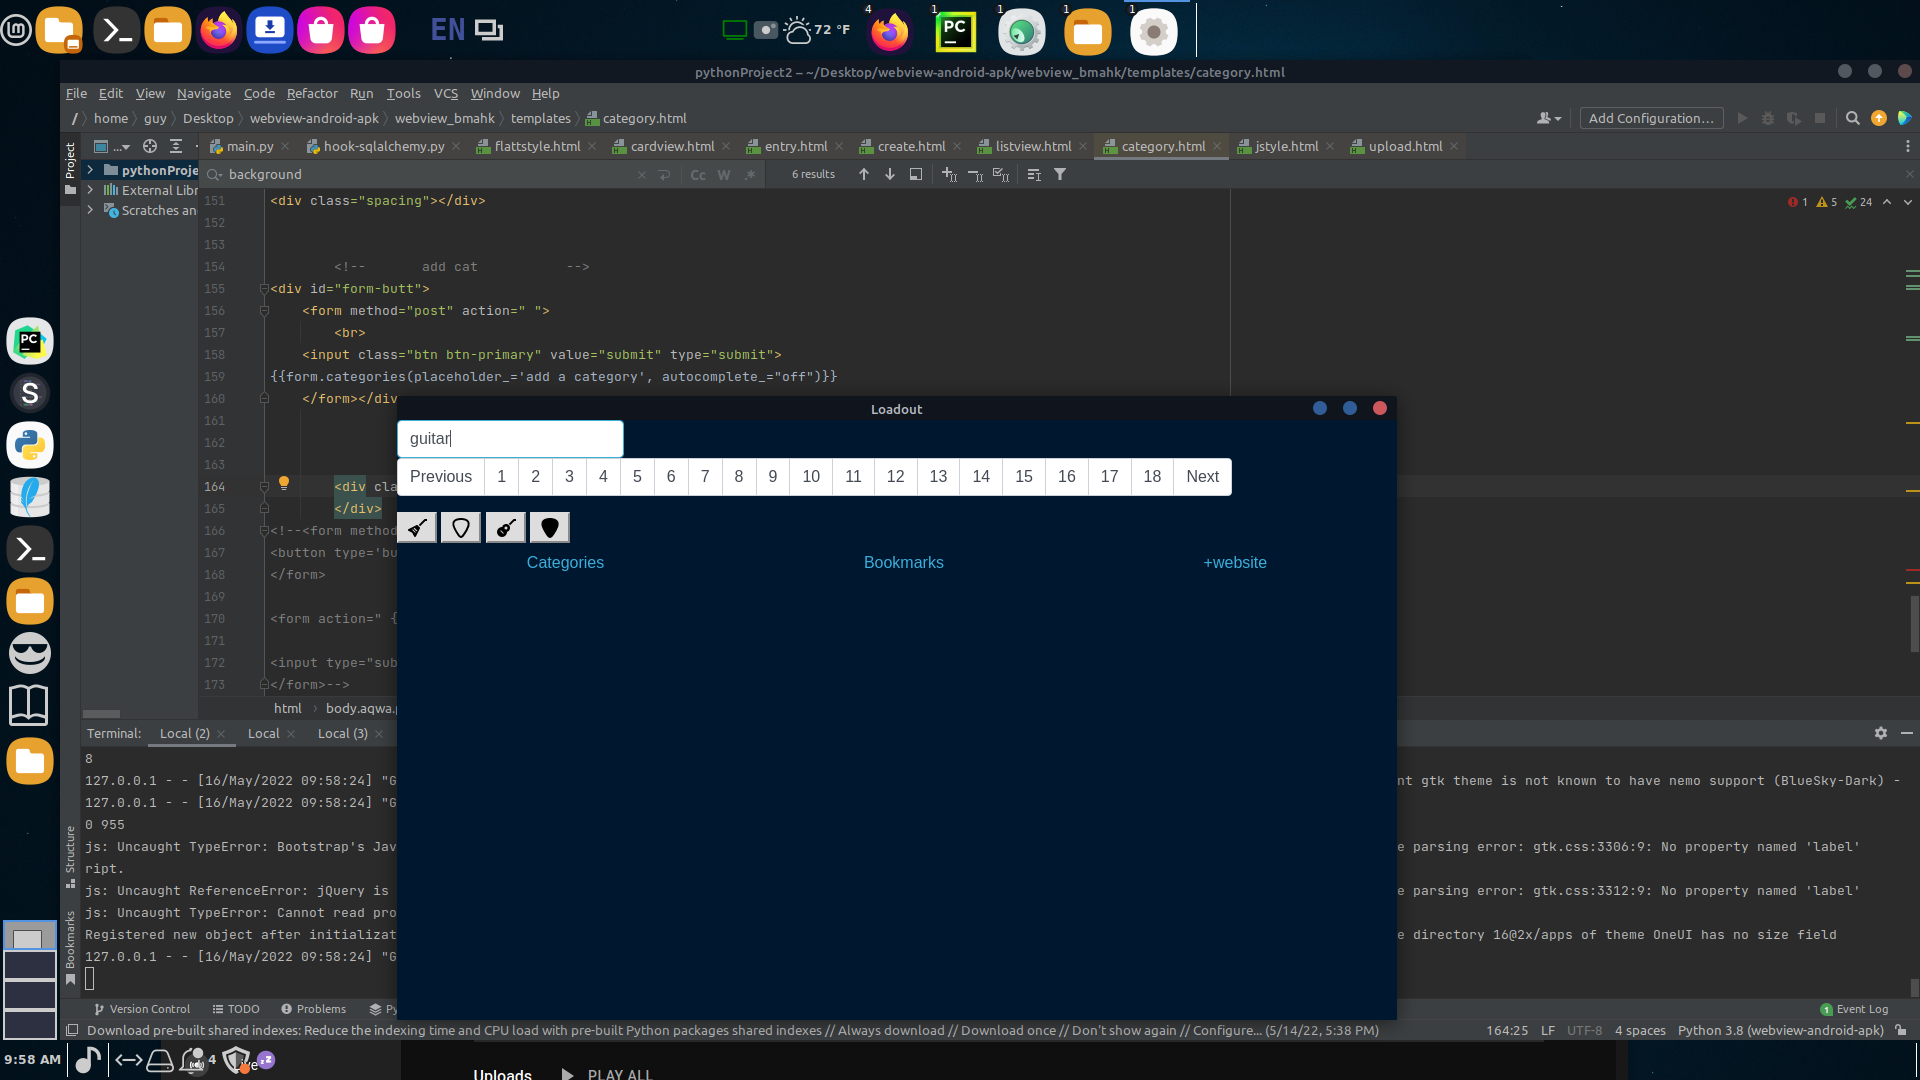 EN
72 °F
4
1
1
1
1
pythonProject2 – ~/Desktop/webview-android-apk/webview_bmahk/templates/category.html
File Edit View Navigate Code Refactor Run Tools VCS Window Help
/ home guy Desktop webview-android-apk webview_bmahk templates category.html
Add Configuration...
Project
...
main.py hook-sqlalchemy.py flattstyle.html cardview.html entry.html create.html listview.html category.html jstyle.html upload.html
pythonProje
External Libr
Scratches an
background
Cc W .*
6 results
1 5 24
151 <div class="spacing"></div>
152
153
154 <!-- add cat -->
155 <div id="form-butt">
156 <form method="post" action=" ">
157 <br>
158 <input class="btn btn-primary" value="submit" type="submit">
159 {{form.categories(placeholder_='add a category', autocomplete_="off")}}
160 </form></div
161
162
163
164 <div cla
165 </div>
166 <!--<form method
167 <button type='bu
168 </form>
169
170 <form action=" {
171
172 <input type="sub
173 </form>-->
html › body.aqwa.
Loadout
guitar
Previous 1 2 3 4 5 6 7 8 9 10 11 12 13 14 15 16 17 18 Next
Categories Bookmarks +website
Terminal: Local (2) Local Local (3)
8
127.0.0.1 - - [16/May/2022 09:58:24] "G
127.0.0.1 - - [16/May/2022 09:58:24] "G
0 955
js: Uncaught TypeError: Bootstrap's Jav
ript.
js: Uncaught ReferenceError: jQuery is
js: Uncaught TypeError: Cannot read pro
Registered new object after initializat
127.0.0.1 - - [16/May/2022 09:58:24] "G
nt gtk theme is not known to have nemo support (BlueSky-Dark) -
e parsing error: gtk.css:3306:9: No property named 'label'
e parsing error: gtk.css:3312:9: No property named 'label'
e directory 16@2x/apps of theme OneUI has no size field
Structure
Bookmarks
Version Control TODO Problems Py
1 Event Log
Download pre-built shared indexes: Reduce the indexing time and CPU load with pre-built Python packages shared indexes // Always download // Download once // Don't show again // Configure... (5/14/22, 5:38 PM)
164:25 LF UTF-8 4 spaces Python 3.8 (webview-android-apk)
9:58 AM
4
Uploads PLAY ALL
PC
PC
S